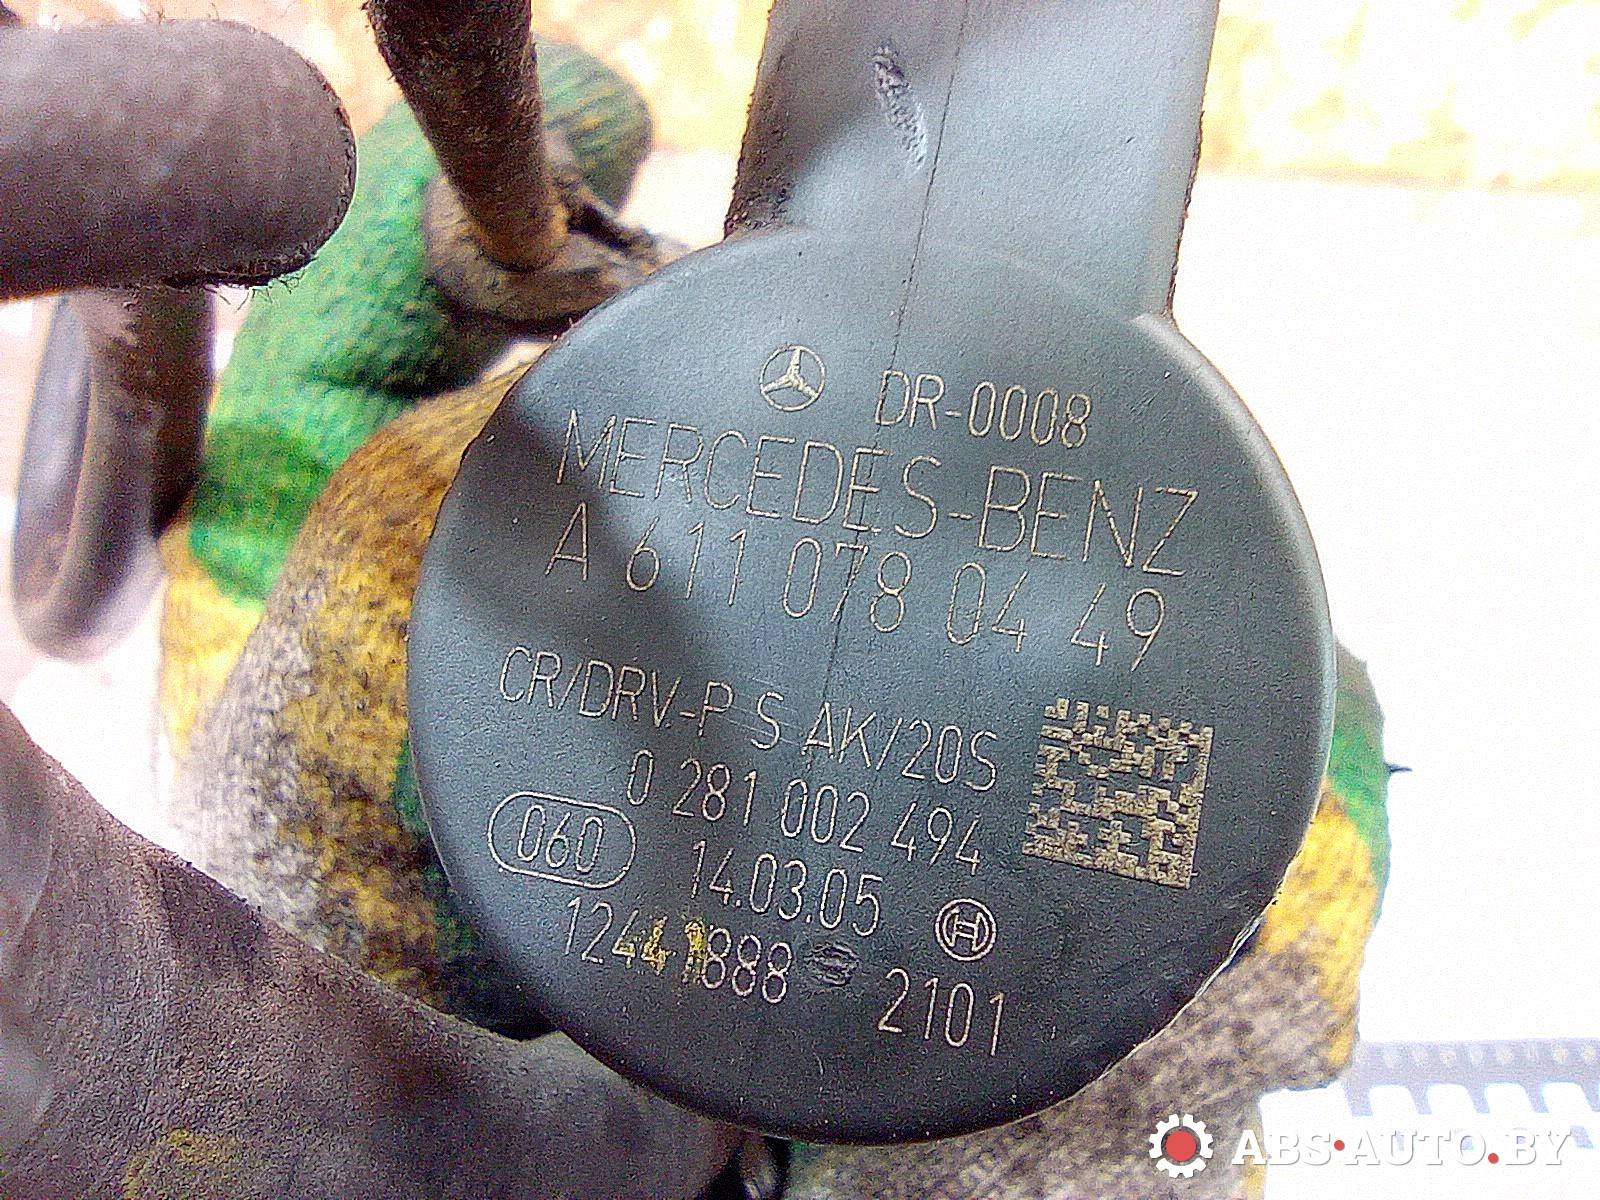 DR-0008
MERCEDES-BENZ
A 611 078 04 49
CR/DRV-P S AK/20S
0 281 002 494
060 14.03.05
12441888 2101
ABS•AUTO.BY